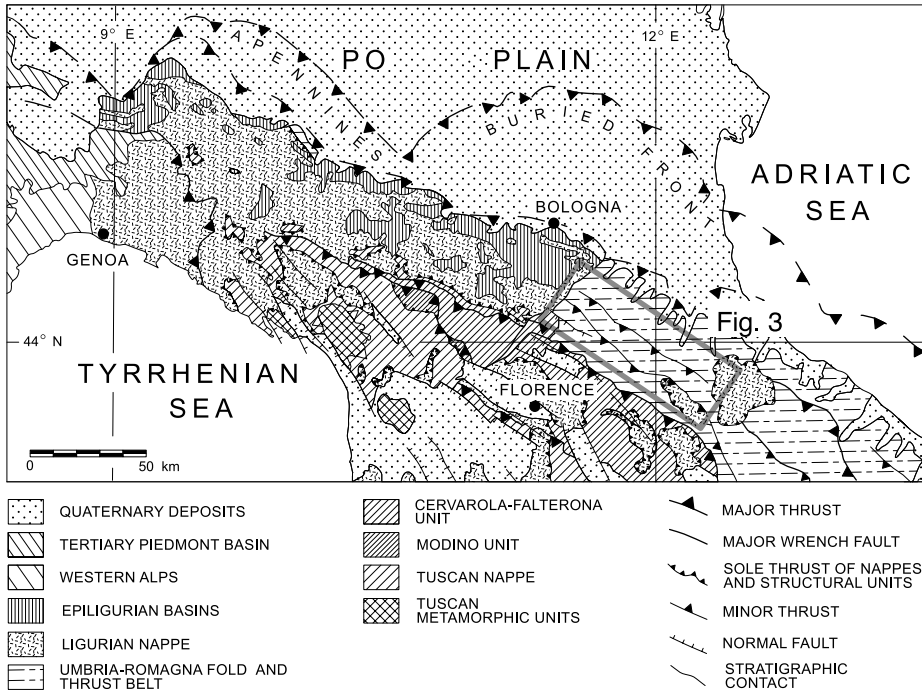 9° E
12 E
APENNINES
PO PLAIN
BURIED FRONT
ADRIATIC
SEA
BOLOGNA
GENOA
Fig. 3
44° N
TYRRHENIAN
SEA
FLORENCE
0 50 km
QUATERNARY DEPOSITS
TERTIARY PIEDMONT BASIN
WESTERN ALPS
EPILIGURIAN BASINS
LIGURIAN NAPPE
UMBRIA-ROMAGNA FOLD AND
THRUST BELT
CERVAROLA-FALTERONA
UNIT
MODINO UNIT
TUSCAN NAPPE
TUSCAN
METAMORPHIC UNITS
MAJOR THRUST
MAJOR WRENCH FAULT
SOLE THRUST OF NAPPES
AND STRUCTURAL UNITS
MINOR THRUST
NORMAL FAULT
STRATIGRAPHIC
CONTACT